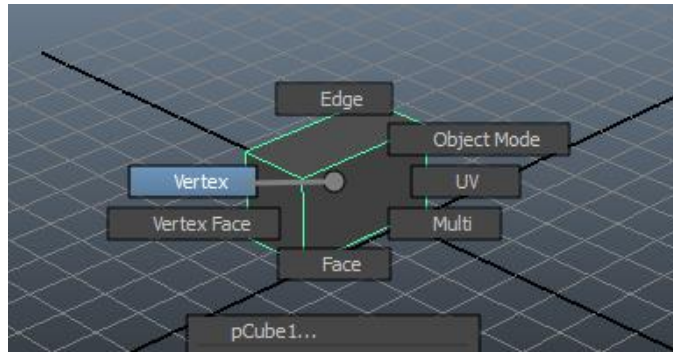 Edge
Object Mode
Vertex
UV
Vertex Face
Multi
Face
pCube1...